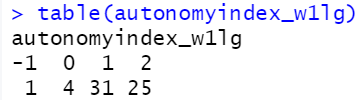 > table(autonomyindex_w1lg)
autonomyindex_w1lg
-1 0 1 2
1 4 31 25